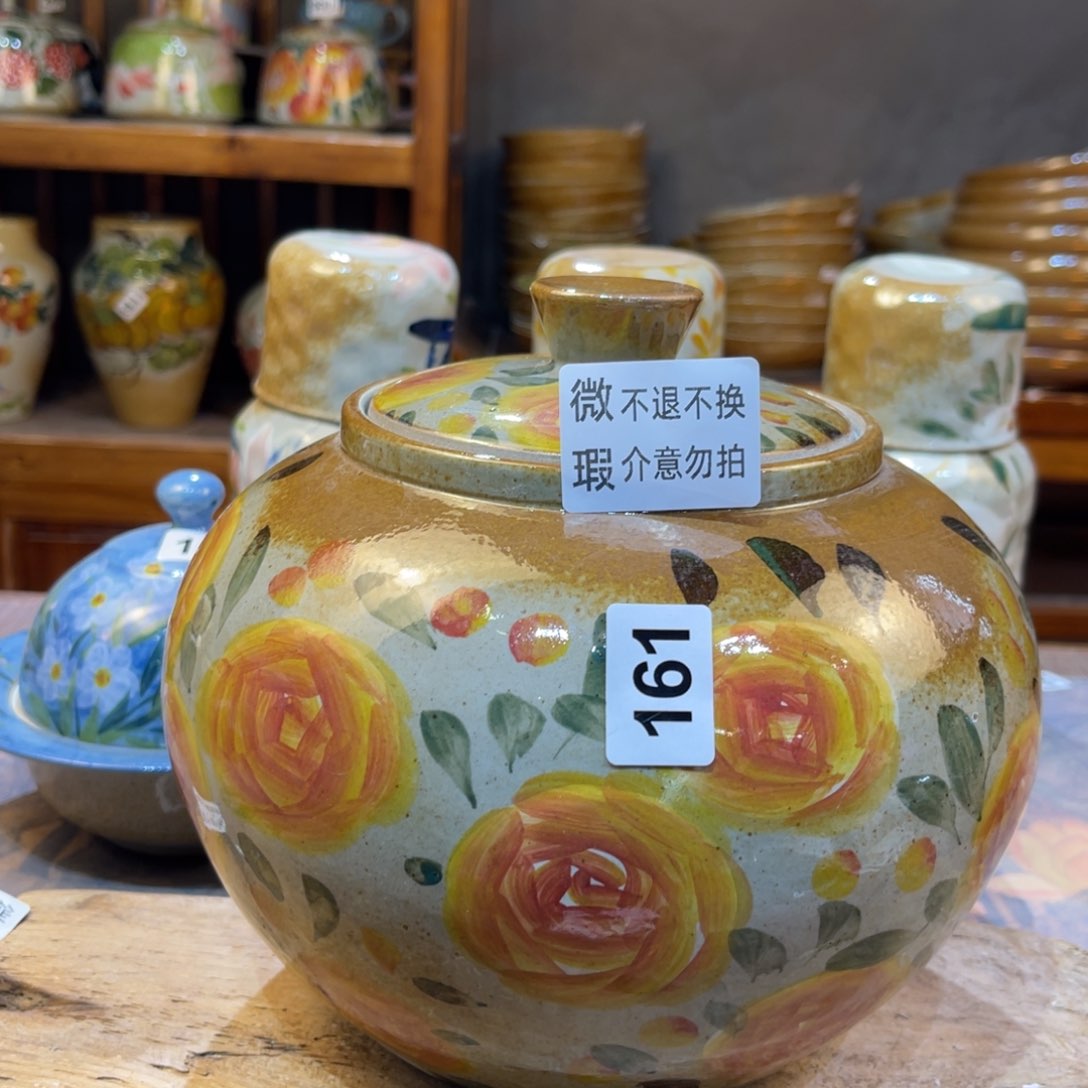 微 不退不换
瑕 介意勿拍
161